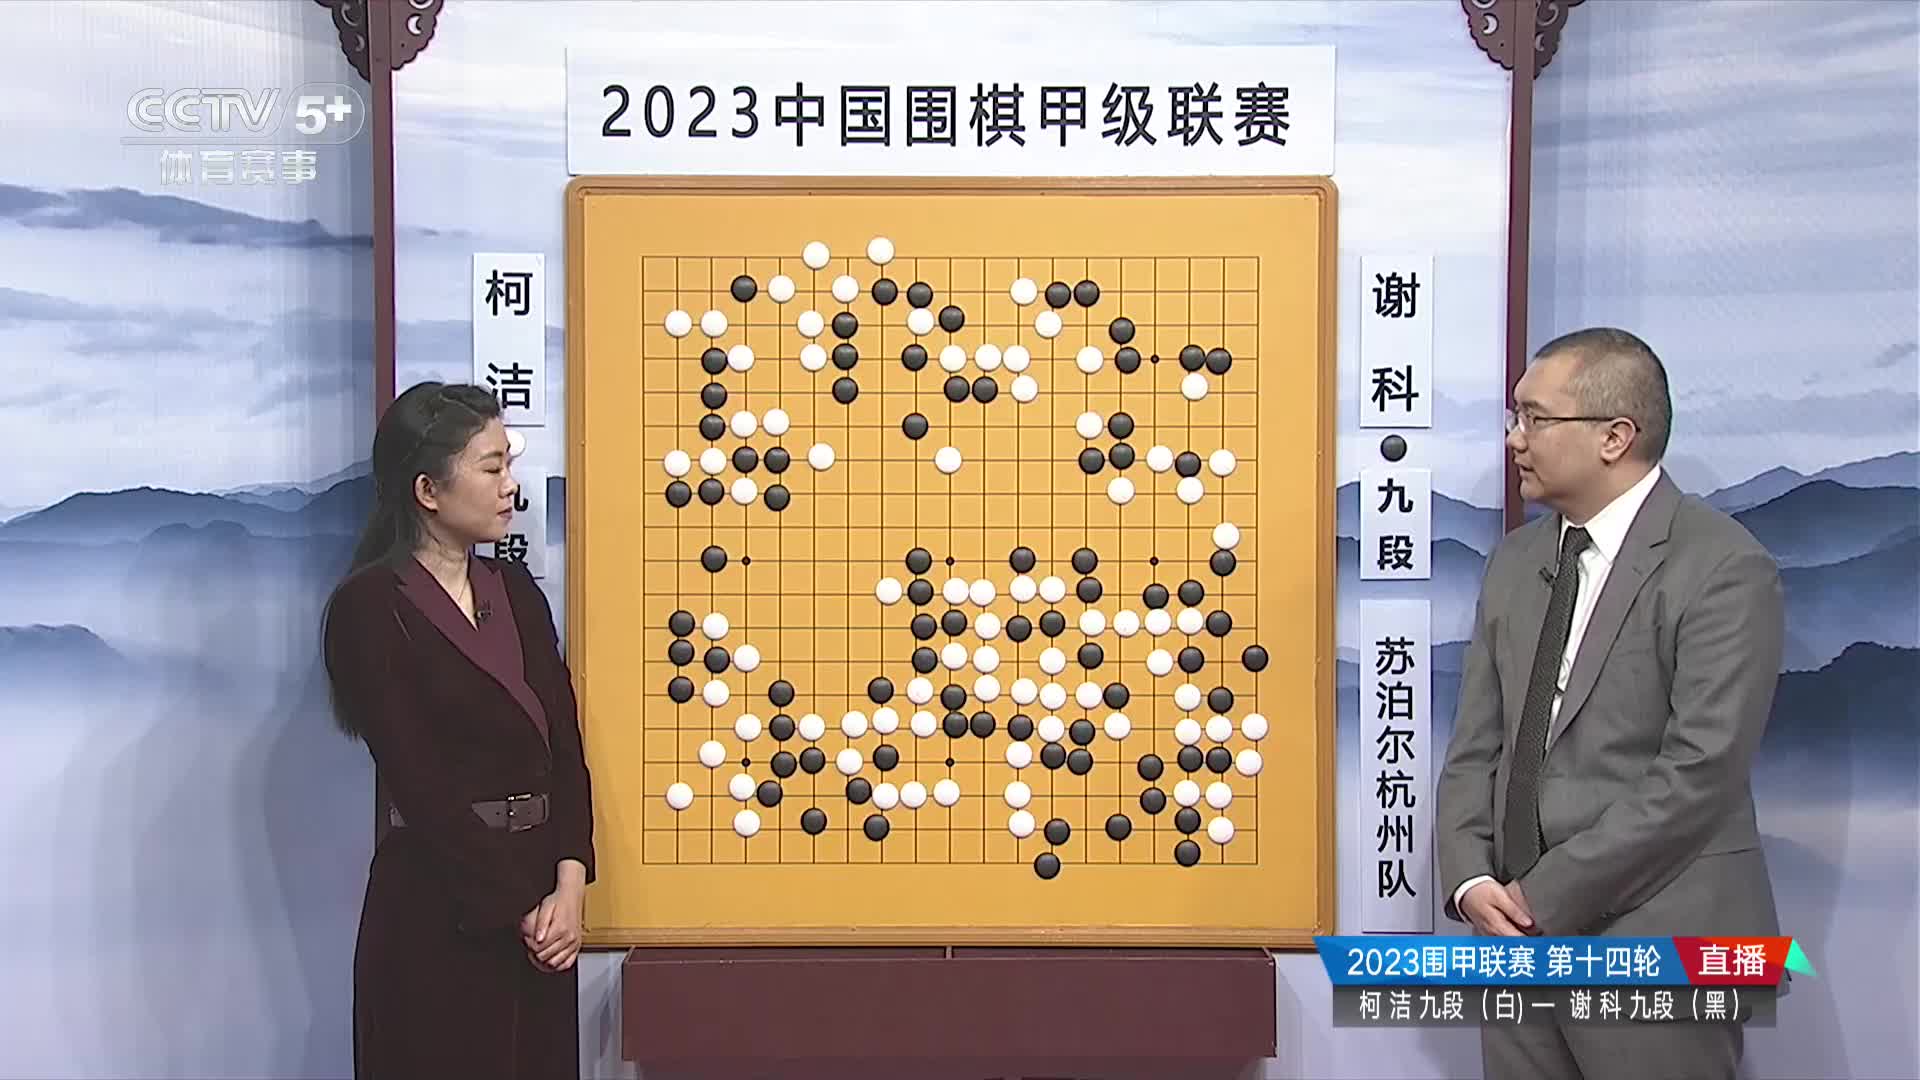 CCTV 5+
体育赛事
2023中国围棋甲级联赛
柯洁
九段
谢科
九段
苏泊尔杭州队
2023围甲联赛 第十四轮 直播
柯洁九段（白）— 谢科九段（黑）